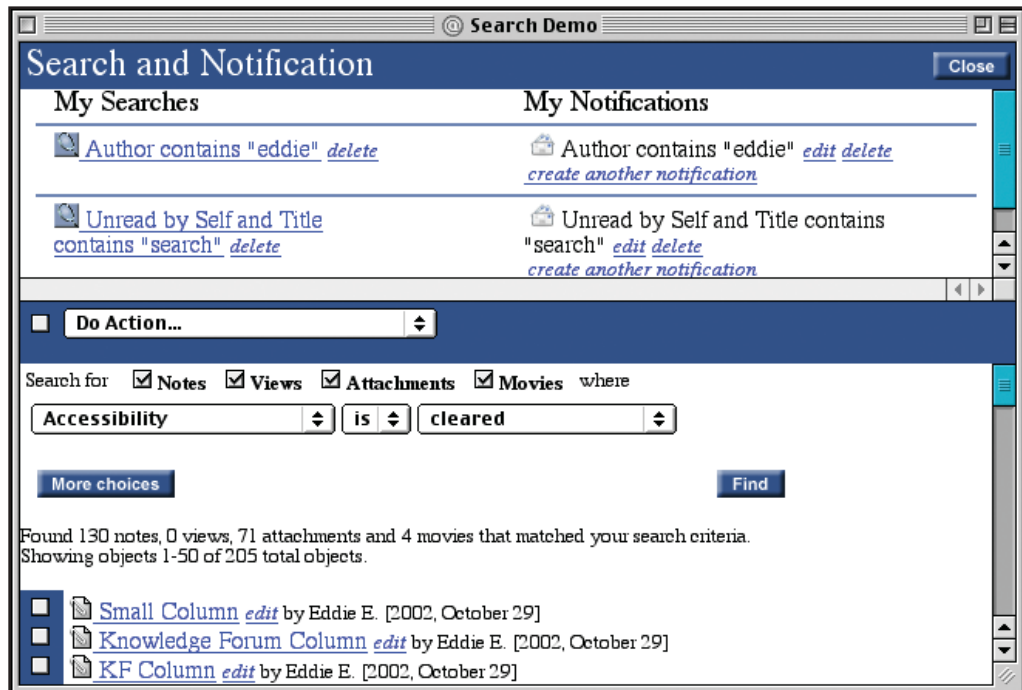 Search Demo
Search and Notification
Close
My Searches
My Notifications
Author contains "eddie" delete
Author contains "eddie" edit delete
create another notification
Unread by Self and Title
contains "search" delete
Unread by Self and Title contains
"search" edit delete
create another notification
Do Action...
Search for Notes Views Attachments Movies where
Accessibility is cleared
More choices Find
Found 130 notes, 0 views, 71 attachments and 4 movies that matched your search criteria.
Showing objects 1-50 of 205 total objects.
Small Column edit by Eddie E. [2002, October 29]
Knowledge Forum Column edit by Eddie E. [2002, October 29]
KF Column edit by Eddie E. [2002, October 29]